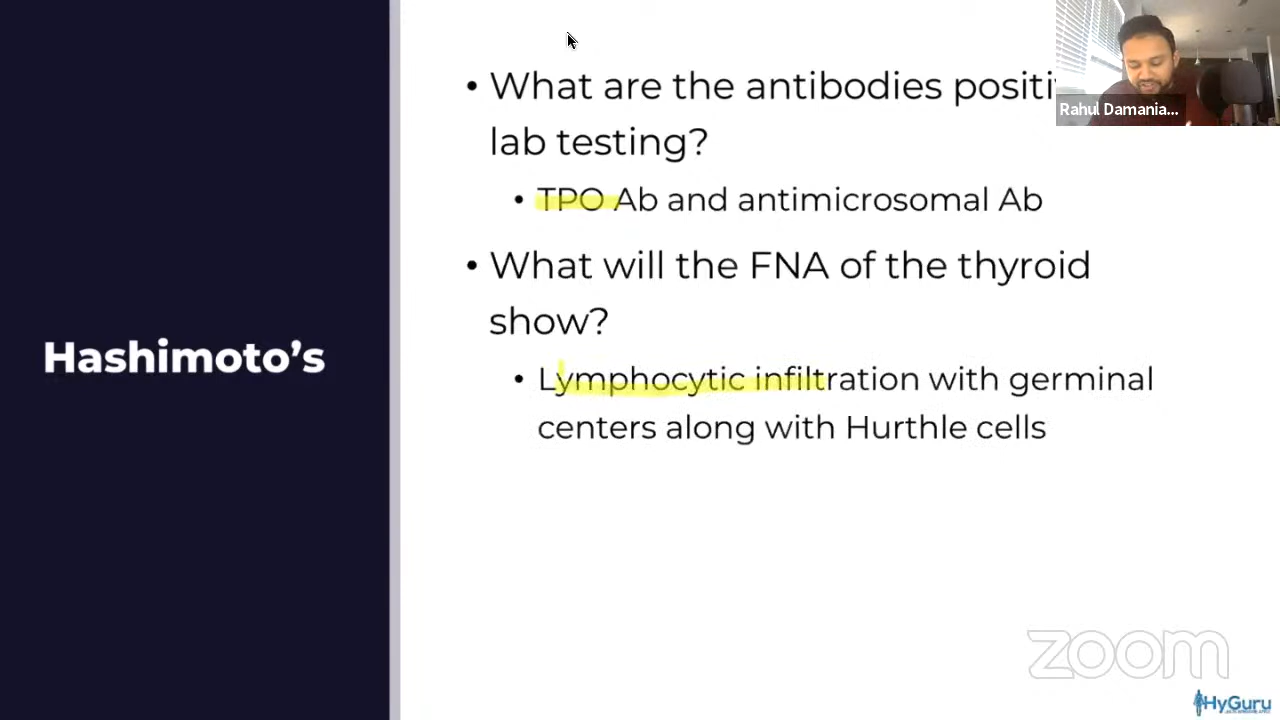 • What are the antibodies positi
Rahul Damania...
lab testing?
• TPO Ab and antimicrosomal Ab
• What will the FNA of the thyroid
show?
Hashimoto’s
• Lymphocytic infiltration with germinal
centers along with Hurthle cells
zoom
HyGuru